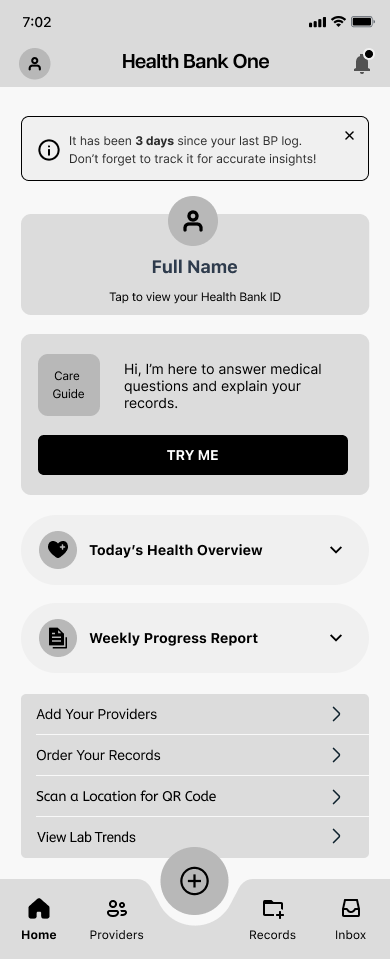 7:02
Health Bank One
It has been 3 days since your last BP log.
Don't forget to track it for accurate insights!
Full Name
Tap to view your Health Bank ID
Care
Guide
Hi, I'm here to answer medical
questions and explain your
records.
TRY ME
Today's Health Overview
Weekly Progress Report
Add Your Providers
Order Your Records
Scan a Location for QR Code
View Lab Trends
Home
Providers
Records
Inbox